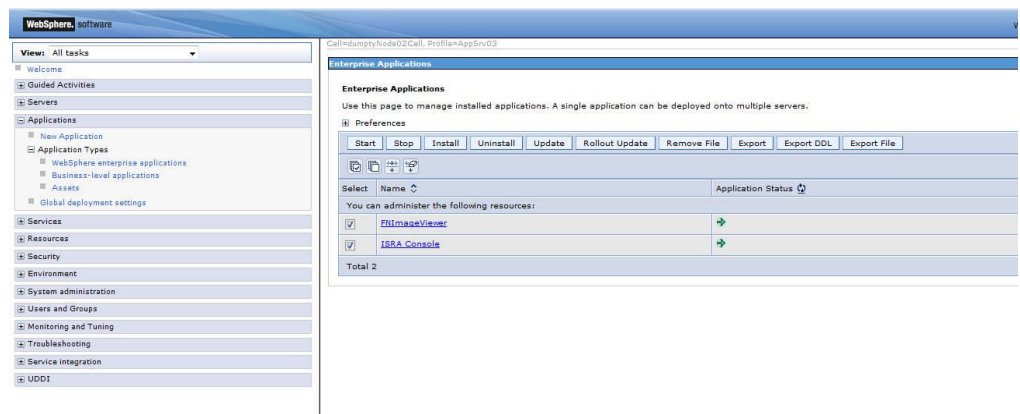 WebSphere. software
View: All tasks
Welcome
Guided Activities
Servers
Applications
New Application
Application Types
WebSphere enterprise applications
Business-level applications
Assets
Global deployment settings
Services
Resources
Security
Environment
System administration
Users and Groups
Monitoring and Tuning
Troubleshooting
Service integration
UDDI
Cell=dumptyNode02Cell, Profile=AppSrv03
Enterprise Applications
Enterprise Applications
Use this page to manage installed applications. A single application can be deployed onto multiple servers.
Preferences
Start Stop Install Uninstall Update Rollout Update Remove File Export Export DDL Export File
Select Name Application Status
You can administer the following resources:
FNImageViewer
ISRA Console
Total 2